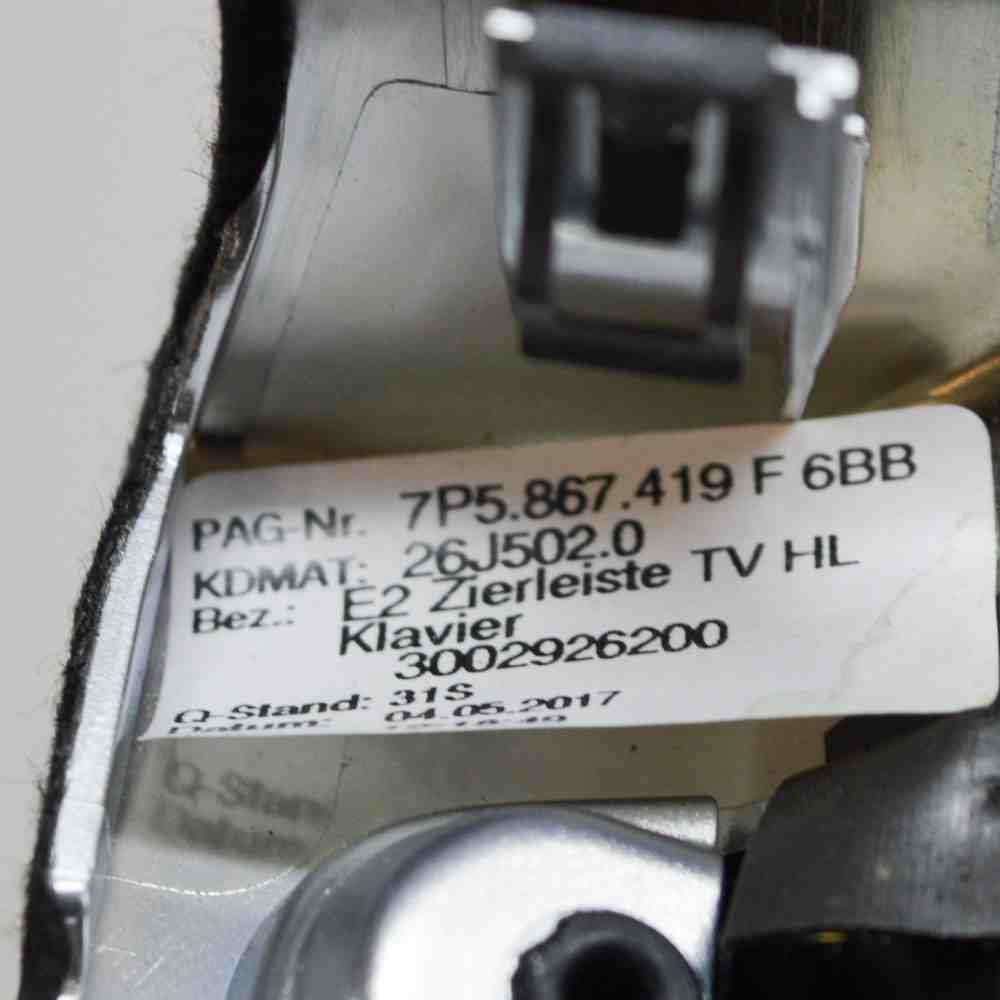 PAG-Nr. 7P5.867.419 F 6BB
KDMAT: 26J502.0
Bez.: E2 Zierleiste TV HL
Klavier
3002926200
Q-Stand: 31S
Datum: 04.05.2017